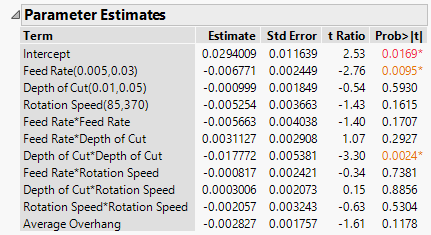 Parameter Estimates
Term Estimate Std Error t Ratio Prob>|t|
Intercept 0.0294009 0.011639 2.53 0.0169*
Feed Rate(0.005,0.03) -0.006771 0.002449 -2.76 0.0095*
Depth of Cut(0.01,0.05) -0.000999 0.001849 -0.54 0.5930
Rotation Speed(85,370) -0.005254 0.003663 -1.43 0.1615
Feed Rate*Feed Rate -0.005663 0.004038 -1.40 0.1707
Feed Rate*Depth of Cut 0.0031127 0.002908 1.07 0.2927
Depth of Cut*Depth of Cut -0.017772 0.005381 -3.30 0.0024*
Feed Rate*Rotation Speed -0.000817 0.002421 -0.34 0.7381
Depth of Cut*Rotation Speed 0.0003006 0.002073 0.15 0.8856
Rotation Speed*Rotation Speed -0.002057 0.003243 -0.63 0.5304
Average Overhang -0.002827 0.001757 -1.61 0.1178